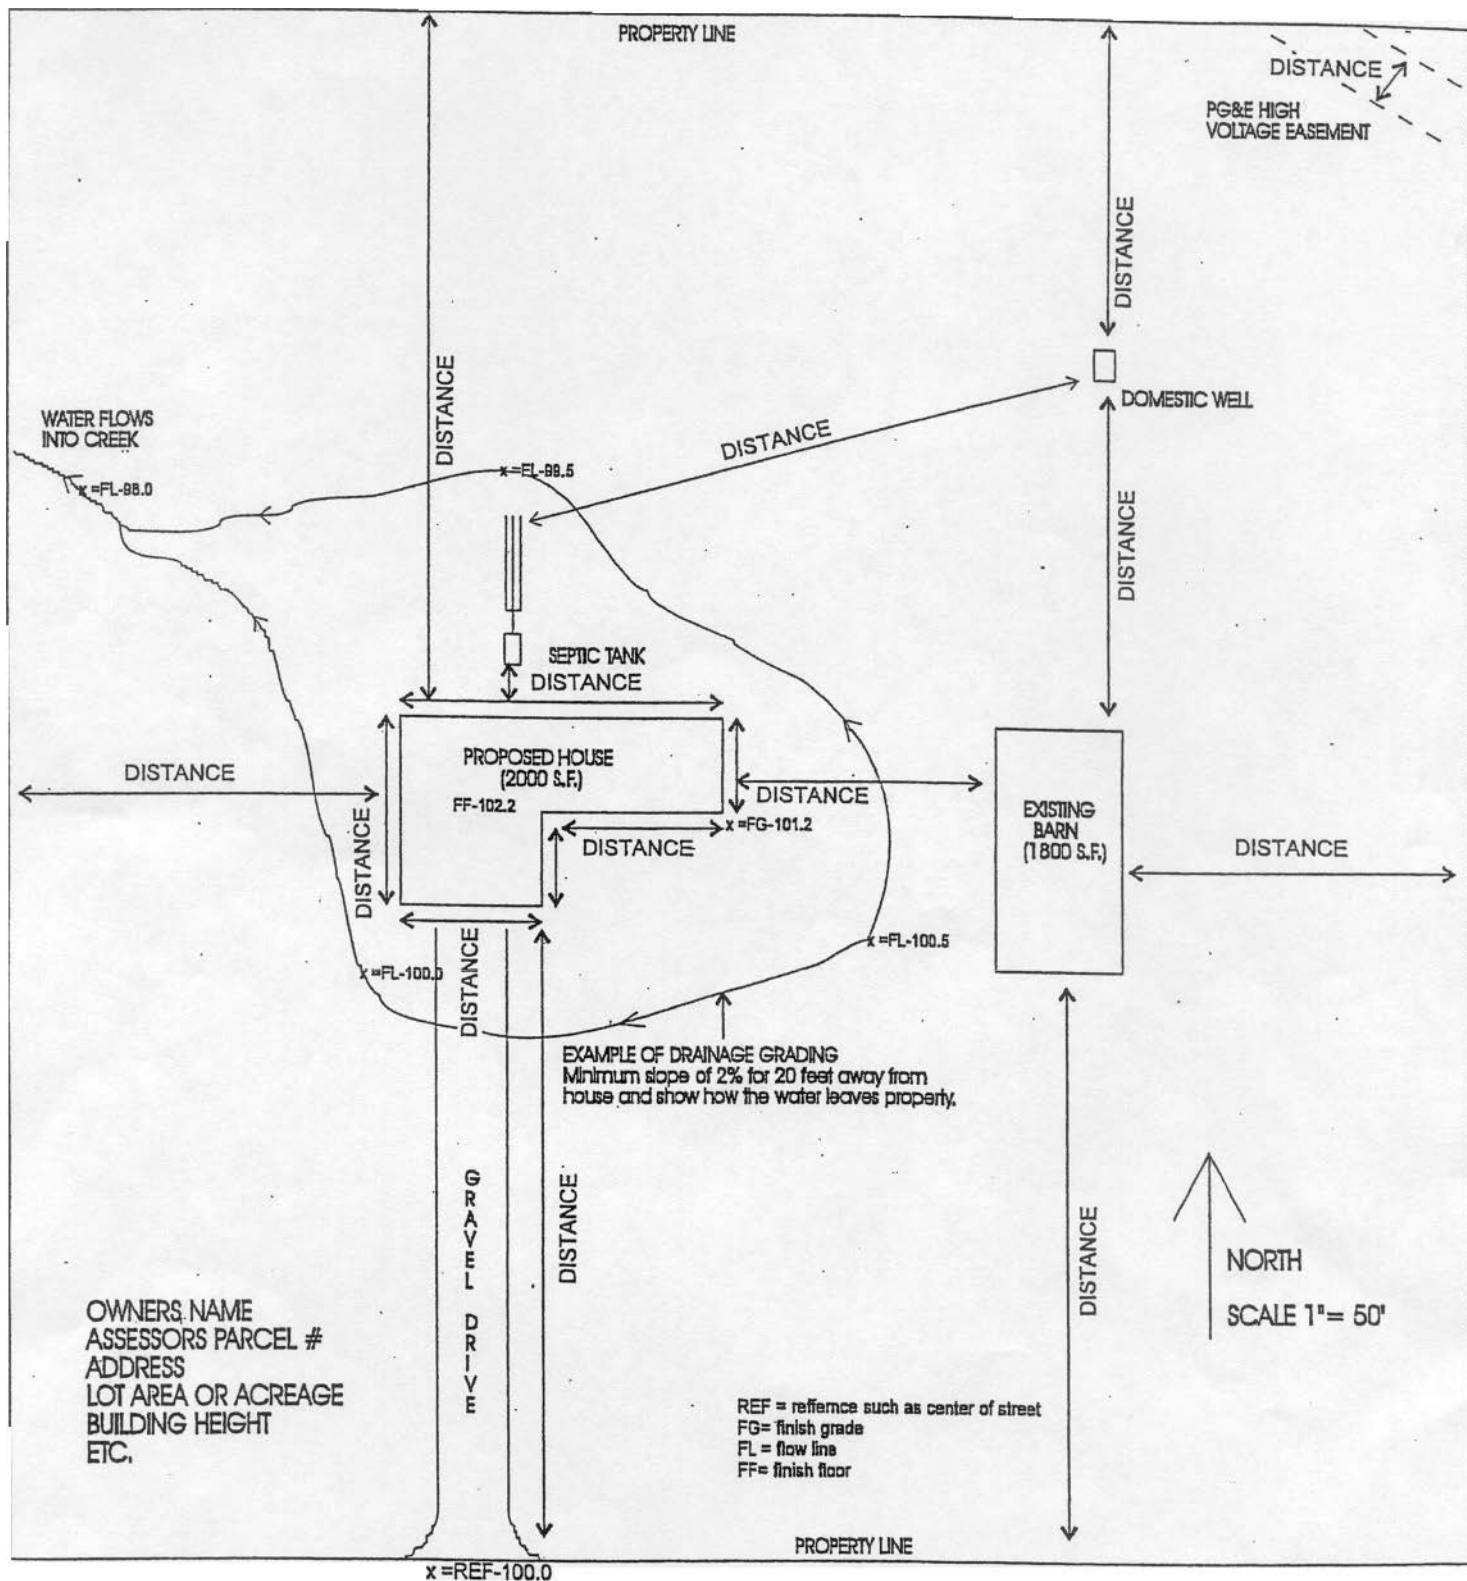 PROPERTY LINE
DISTANCE
PG&E HIGH
VOLTAGE EASEMENT
DISTANCE
DISTANCE
DOMESTIC WELL
WATER FLOWS
INTO CREEK
DISTANCE
x =FL-99.5
x =FL-98.0
DISTANCE
SEPTIC TANK
DISTANCE
PROPOSED HOUSE
(2000 S.F.)
FF-102.2
DISTANCE
DISTANCE
EXISTING
BARN
(1800 S.F.)
x =FG-101.2
DISTANCE
DISTANCE
DISTANCE
x =FL-100.5
x =FL-100.0
DISTANCE
EXAMPLE OF DRAINAGE GRADING
Minimum slope of 2% for 20 feet away from
house and show how the water leaves property.
GRAVEL DRIVE
DISTANCE
DISTANCE
NORTH
SCALE 1"= 50'
OWNERS NAME
ASSESSORS PARCEL #
ADDRESS
LOT AREA OR ACREAGE
BUILDING HEIGHT
ETC.
REF = reffernce such as center of street
FG= finish grade
FL = flow line
FF= finish floor
PROPERTY LINE
x =REF-100.0